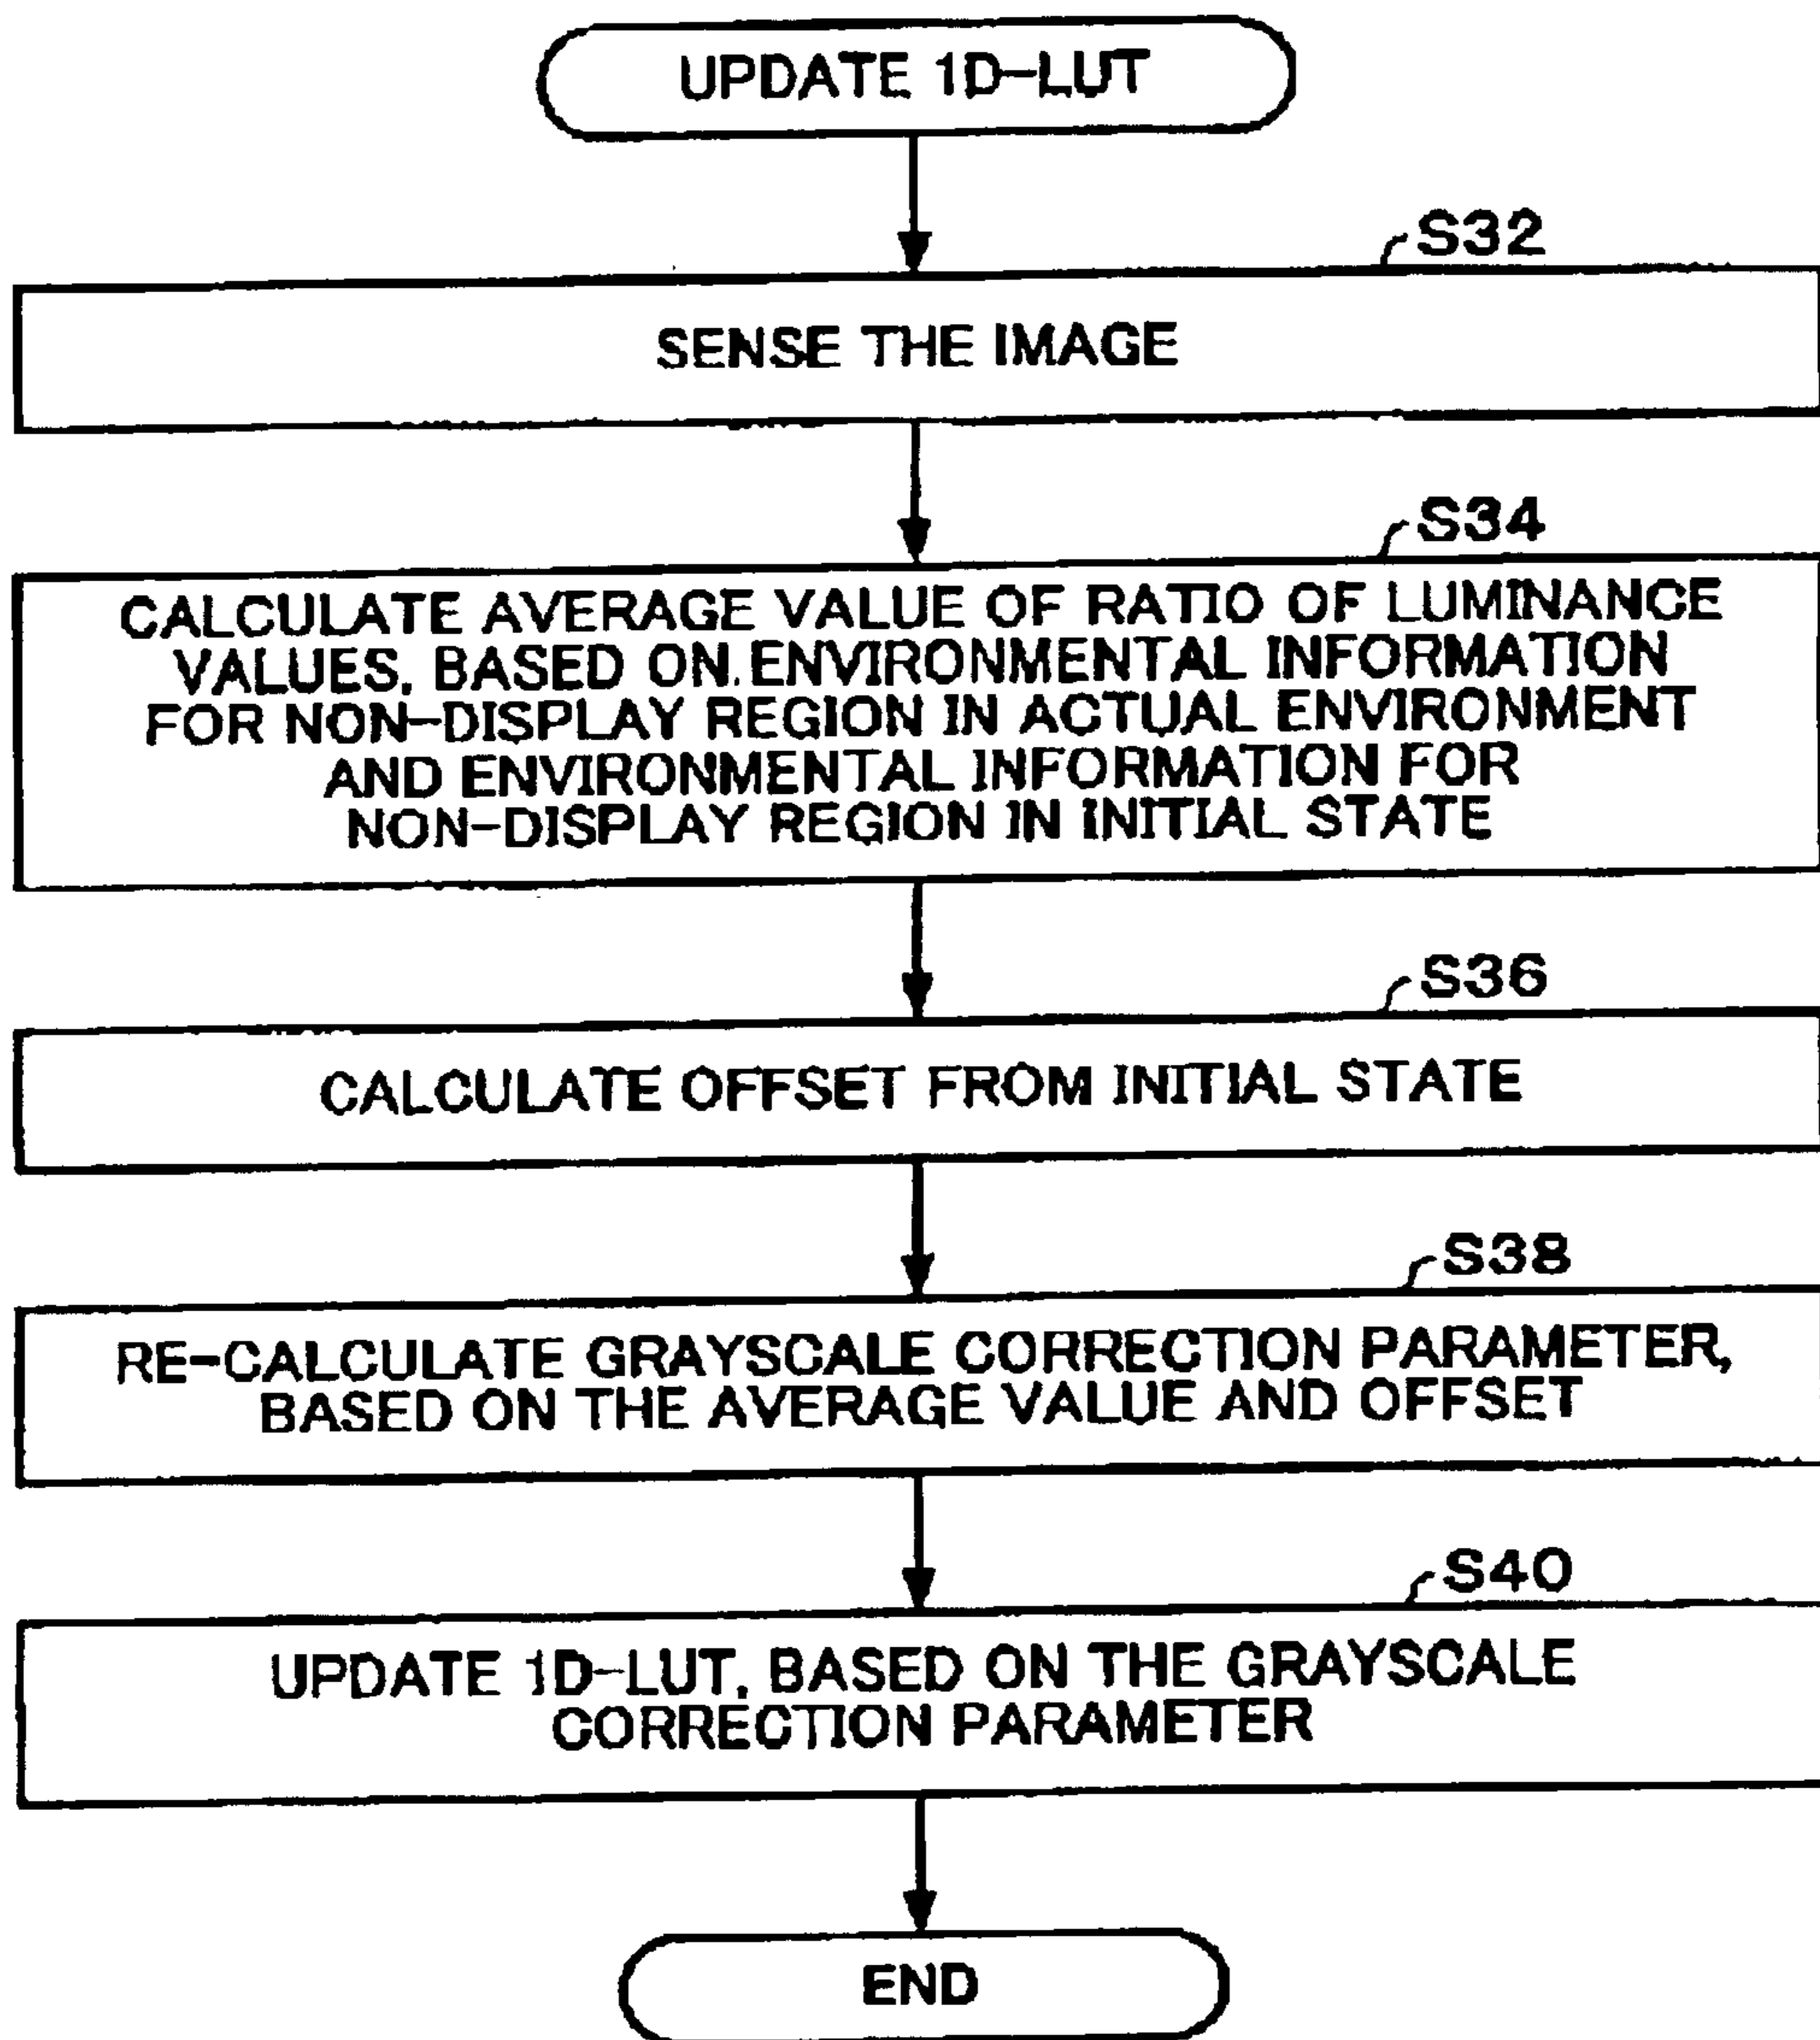 UPDATE 1D-LUT
S32
SENSE THE IMAGE
S34
CALCULATE AVERAGE VALUE OF RATIO OF LUMINANCE
VALUES, BASED ON ENVIRONMENTAL INFORMATION
FOR NON-DISPLAY REGION IN ACTUAL ENVIRONMENT
AND ENVIRONMENTAL INFORMATION FOR
NON-DISPLAY REGION IN INITIAL STATE
S36
CALCULATE OFFSET FROM INITIAL STATE
S38
RE-CALCULATE GRAYSCALE CORRECTION PARAMETER,
BASED ON THE AVERAGE VALUE AND OFFSET
S40
UPDATE 1D-LUT, BASED ON THE GRAYSCALE
CORRECTION PARAMETER
END